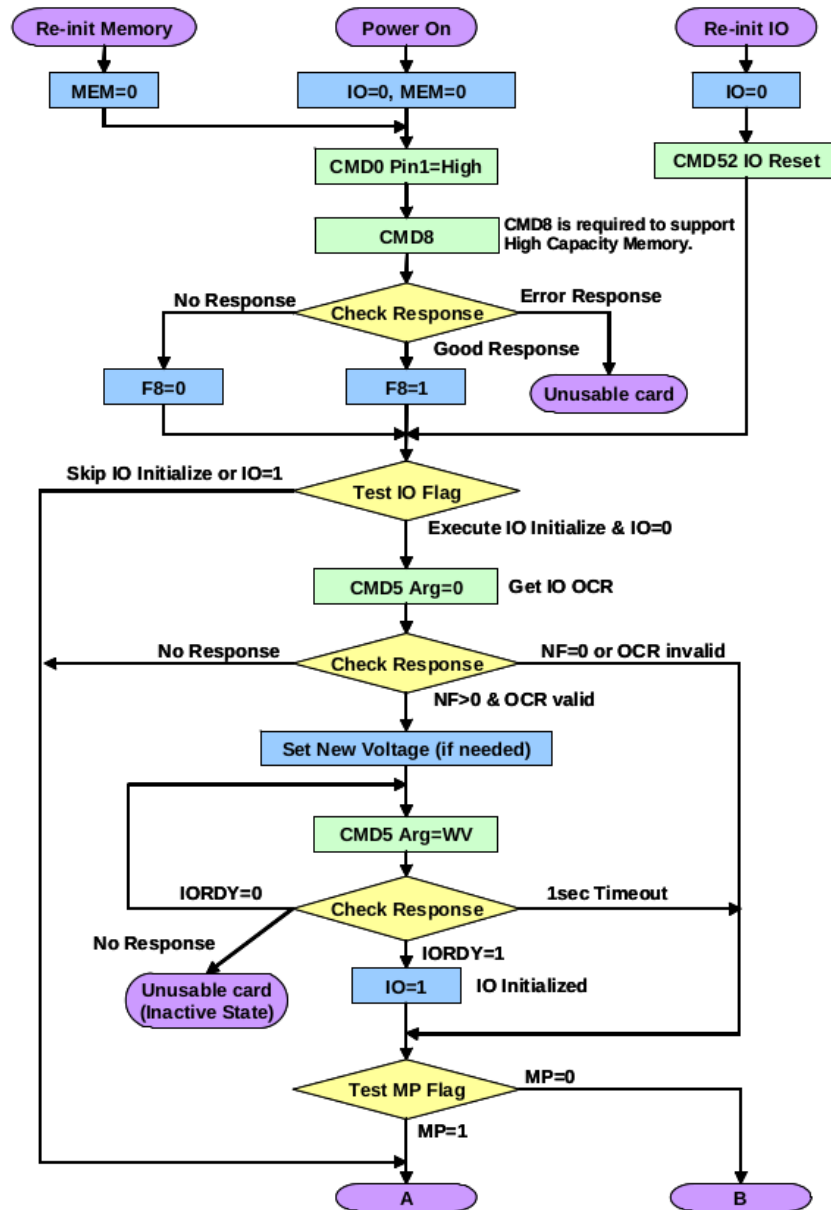 Re-init Memory
Power On
Re-init IO
MEM=0
IO=0, MEM=0
IO=0
CMD0 Pin1=High
CMD52 IO Reset
CMD8
CMD8 is required to support
High Capacity Memory.
No Response
Error Response
Check Response
Good Response
F8=0
F8=1
Unusable card
Skip IO Initialize or IO=1
Test IO Flag
Execute IO Initialize & IO=0
CMD5 Arg=0
Get IO OCR
No Response
NF=0 or OCR invalid
Check Response
NF>0 & OCR valid
Set New Voltage (if needed)
CMD5 Arg=WV
IORDY=0
1sec Timeout
Check Response
No Response
IORDY=1
Unusable card
(Inactive State)
IO=1
IO Initialized
Test MP Flag
MP=0
MP=1
A
B